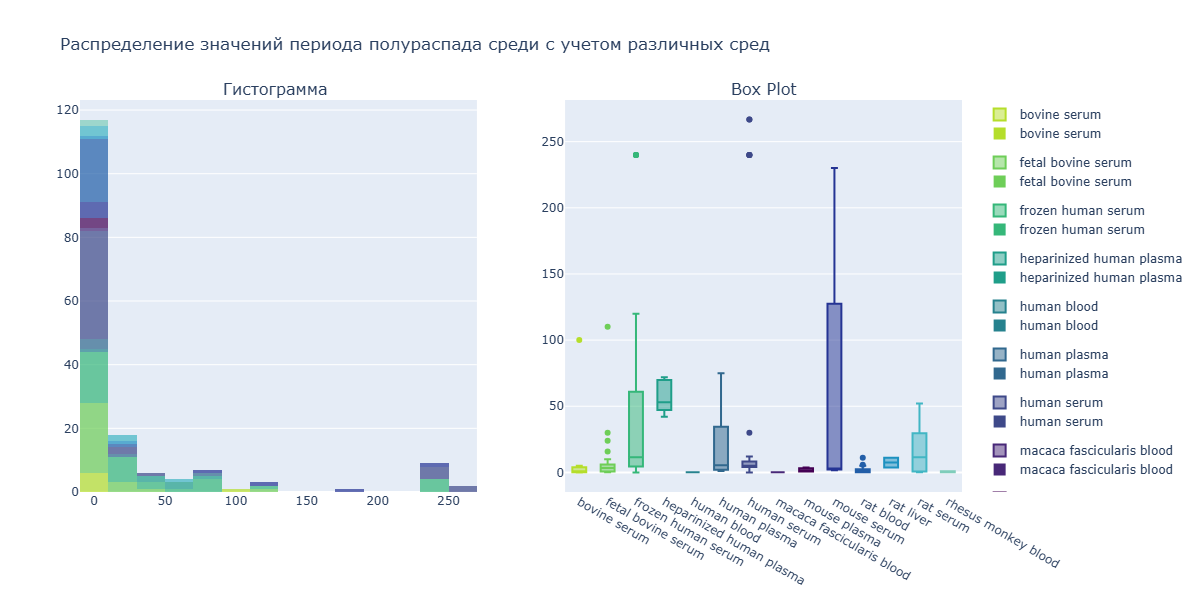 Распределение значений периода полураспада среди с учетом различных сред
Гистограмма
120
100
80
60
40
20
0
0
50
100
150
200
250
Box Plot
250
200
150
100
50
0
bovine serum
fetal bovine serum
frozen human serum
heparinized human plasma
human blood
human plasma
human serum
macaca fascicularis blood
mouse plasma
mouse serum
rat blood
rat liver
rat serum
rhesus monkey blood
bovine serum
bovine serum
fetal bovine serum
fetal bovine serum
frozen human serum
frozen human serum
heparinized human plasma
heparinized human plasma
human blood
human blood
human plasma
human plasma
human serum
human serum
macaca fascicularis blood
macaca fascicularis blood